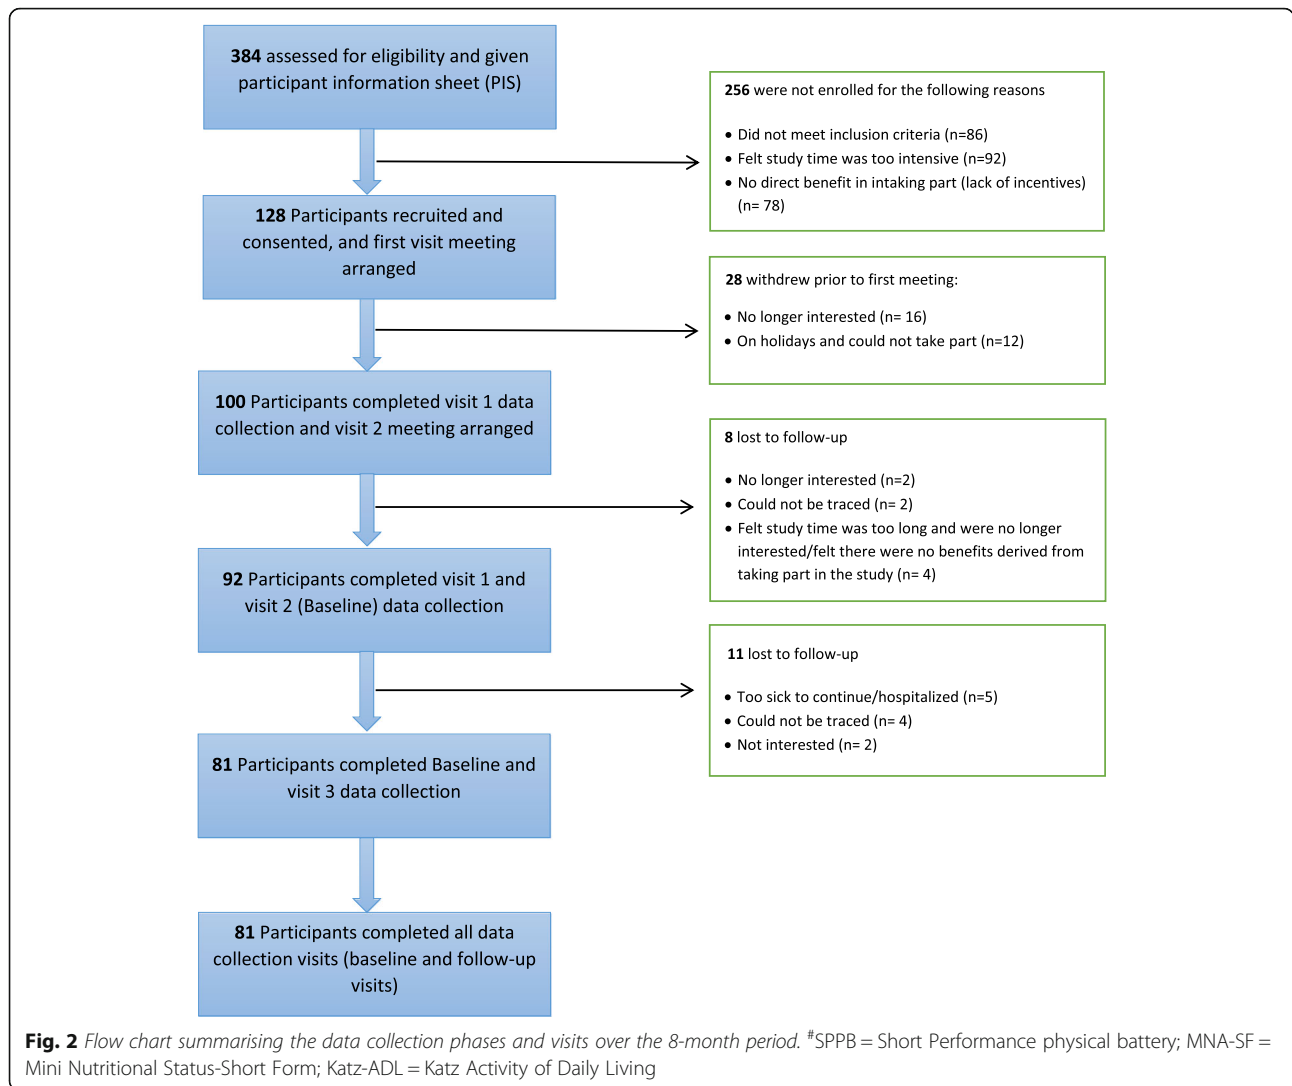 384 assessed for eligibility and given
participant information sheet (PIS)
256 were not enrolled for the following reasons
• Did not meet inclusion criteria (n=86)
• Felt study time was too intensive (n=92)
• No direct benefit in intaking part (lack of incentives)
(n= 78)
128 Participants recruited and
consented, and first visit meeting
arranged
28 withdrew prior to first meeting:
• No longer interested (n= 16)
• On holidays and could not take part (n=12)
100 Participants completed visit 1 data
collection and visit 2 meeting arranged
8 lost to follow-up
• No longer interested (n=2)
• Could not be traced (n= 2)
• Felt study time was too long and were no longer
interested/felt there were no benefits derived from
taking part in the study (n= 4)
92 Participants completed visit 1 and
visit 2 (Baseline) data collection
11 lost to follow-up
• Too sick to continue/hospitalized (n=5)
• Could not be traced (n= 4)
• Not interested (n= 2)
81 Participants completed Baseline and
visit 3 data collection
81 Participants completed all data
collection visits (baseline and follow-up
visits)
Fig. 2 Flow chart summarising the data collection phases and visits over the 8-month period. #SPPB = Short Performance physical battery; MNA-SF =
Mini Nutritional Status-Short Form; Katz-ADL = Katz Activity of Daily Living